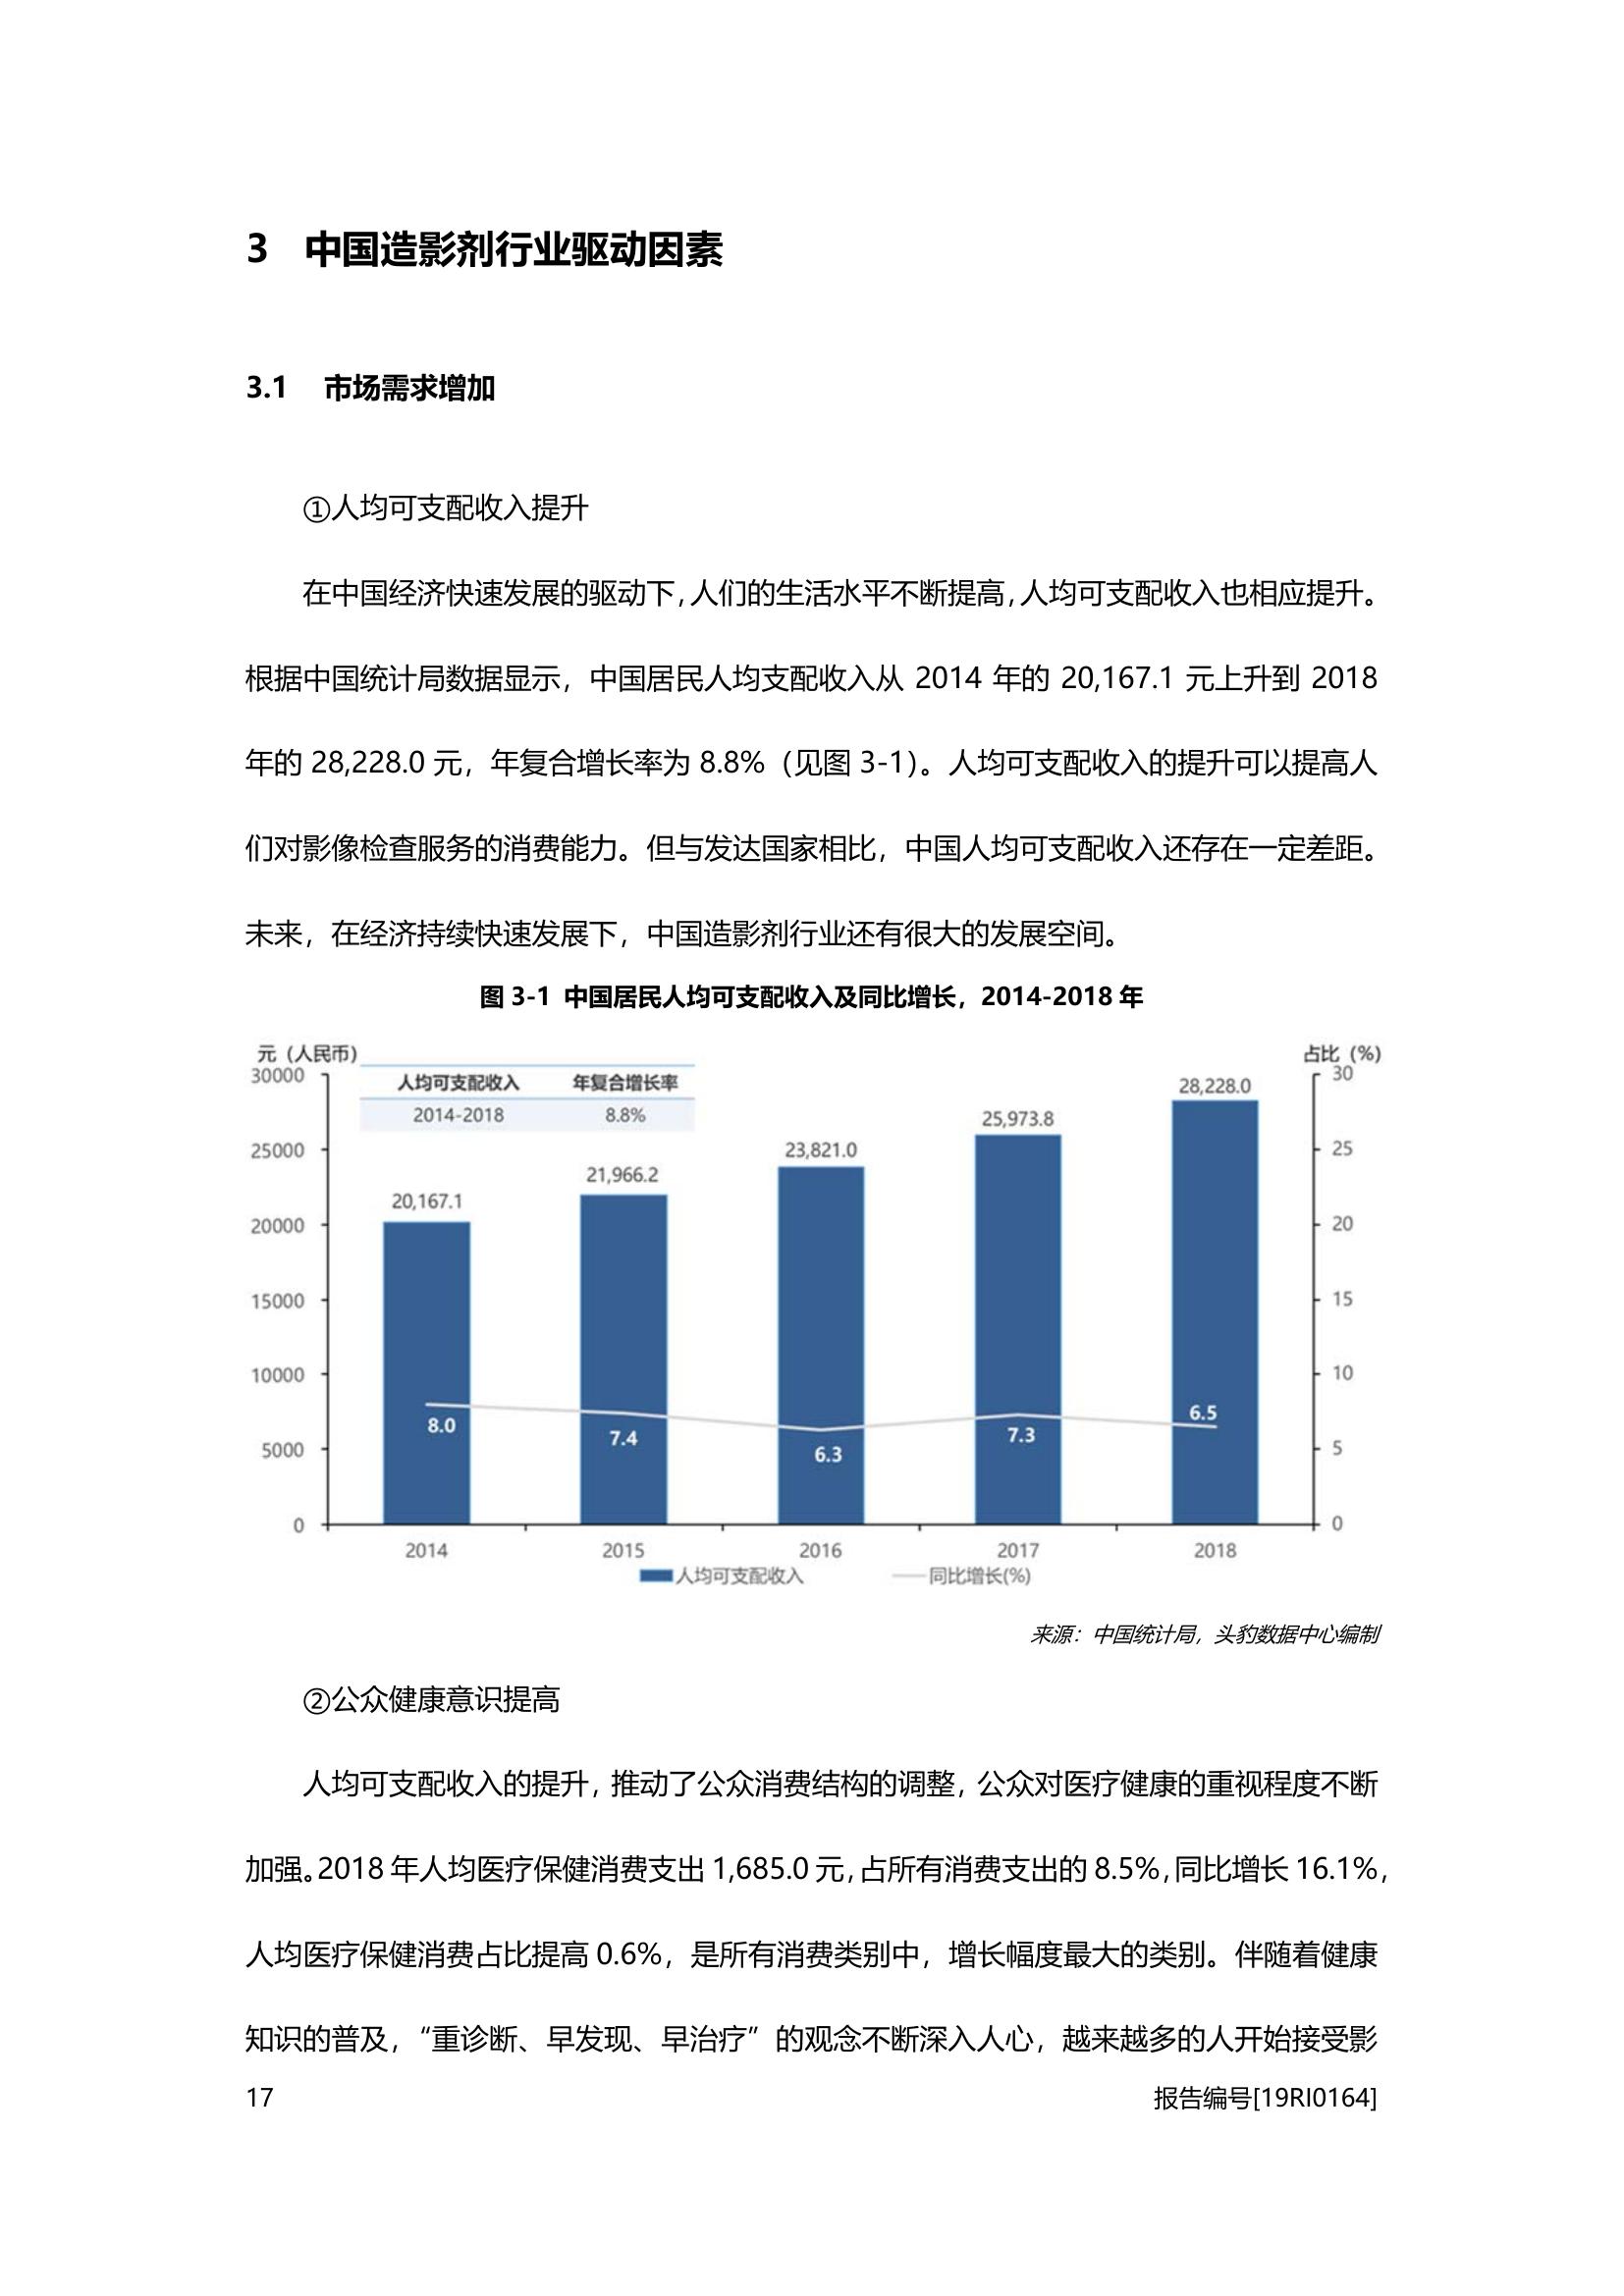 3 中国造影剂行业驱动因素
3.1 市场需求增加
①人均可支配收入提升
在中国经济快速发展的驱动下，人们的生活水平不断提高，人均可支配收入也相应提升。
根据中国统计局数据显示，中国居民人均支配收入从 2014 年的 20,167.1 元上升到 2018
年的 28,228.0 元，年复合增长率为 8.8%（见图 3-1）。人均可支配收入的提升可以提高人
们对影像检查服务的消费能力。但与发达国家相比，中国人均可支配收入还存在一定差距。
未来，在经济持续快速发展下，中国造影剂行业还有很大的发展空间。
图 3-1 中国居民人均可支配收入及同比增长，2014-2018 年
元（人民币） 占比（%）
人均可支配收入 年复合增长率
2014-2018 8.8%
30000
25000
20000
15000
10000
5000
0
20,167.1
21,966.2
23,821.0
25,973.8
28,228.0
8.0
7.4
6.3
7.3
6.5
30
25
20
15
10
5
0
2014 2015 2016 2017 2018
人均可支配收入 同比增长(%)
来源：中国统计局，头豹数据中心编制
②公众健康意识提高
人均可支配收入的提升，推动了公众消费结构的调整，公众对医疗健康的重视程度不断
加强。2018 年人均医疗保健消费支出 1,685.0 元，占所有消费支出的 8.5%，同比增长 16.1%，
人均医疗保健消费占比提高 0.6%，是所有消费类别中，增长幅度最大的类别。伴随着健康
知识的普及，“重诊断、早发现、早治疗”的观念不断深入人心，越来越多的人开始接受影
17 报告编号[19RI0164]